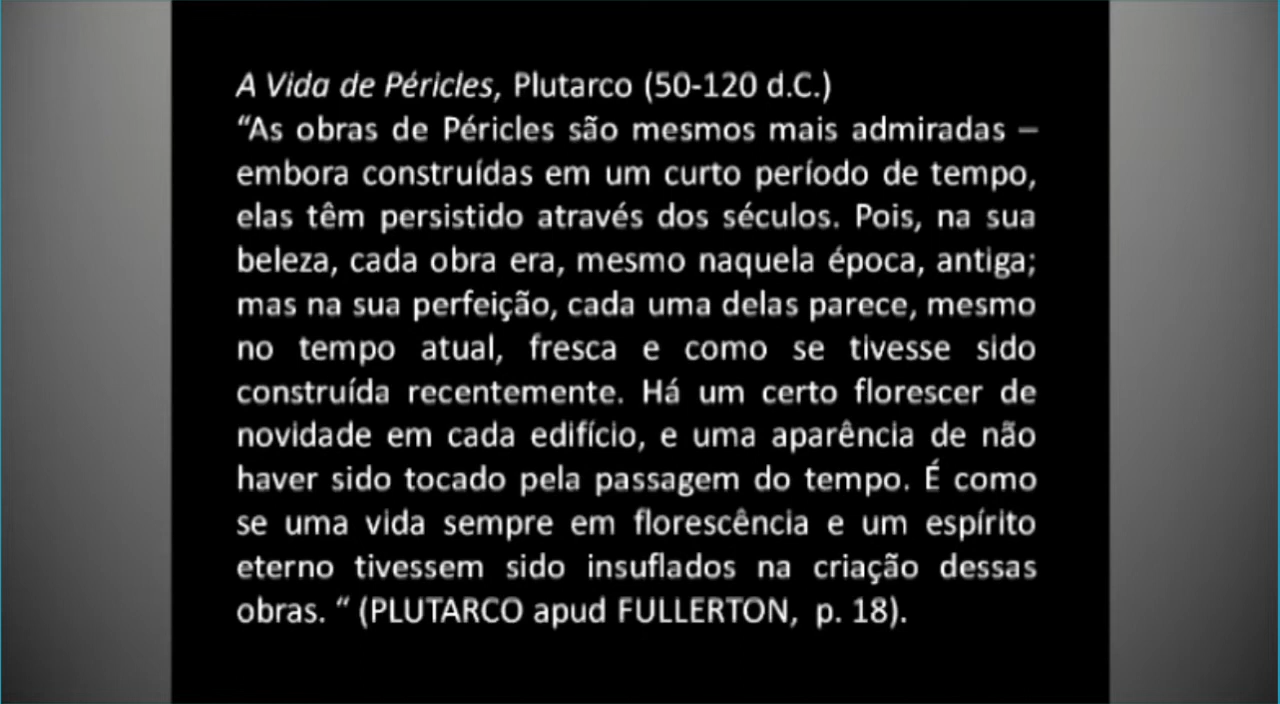 A Vida de Péricles, Plutarco (50-120 d.C.)
“As obras de Péricles são mesmos mais admiradas –
embora construídas em um curto período de tempo,
elas têm persistido através dos séculos. Pois, na sua
beleza, cada obra era, mesmo naquela época, antiga;
mas na sua perfeição, cada uma delas parece, mesmo
no tempo atual, fresca e como se tivesse sido
construída recentemente. Há um certo florescer de
novidade em cada edifício, e uma aparência de não
haver sido tocado pela passagem do tempo. É como
se uma vida sempre em florescência e um espírito
eterno tivessem sido insuflados na criação dessas
obras. “ (PLUTARCO apud FULLERTON, p. 18).